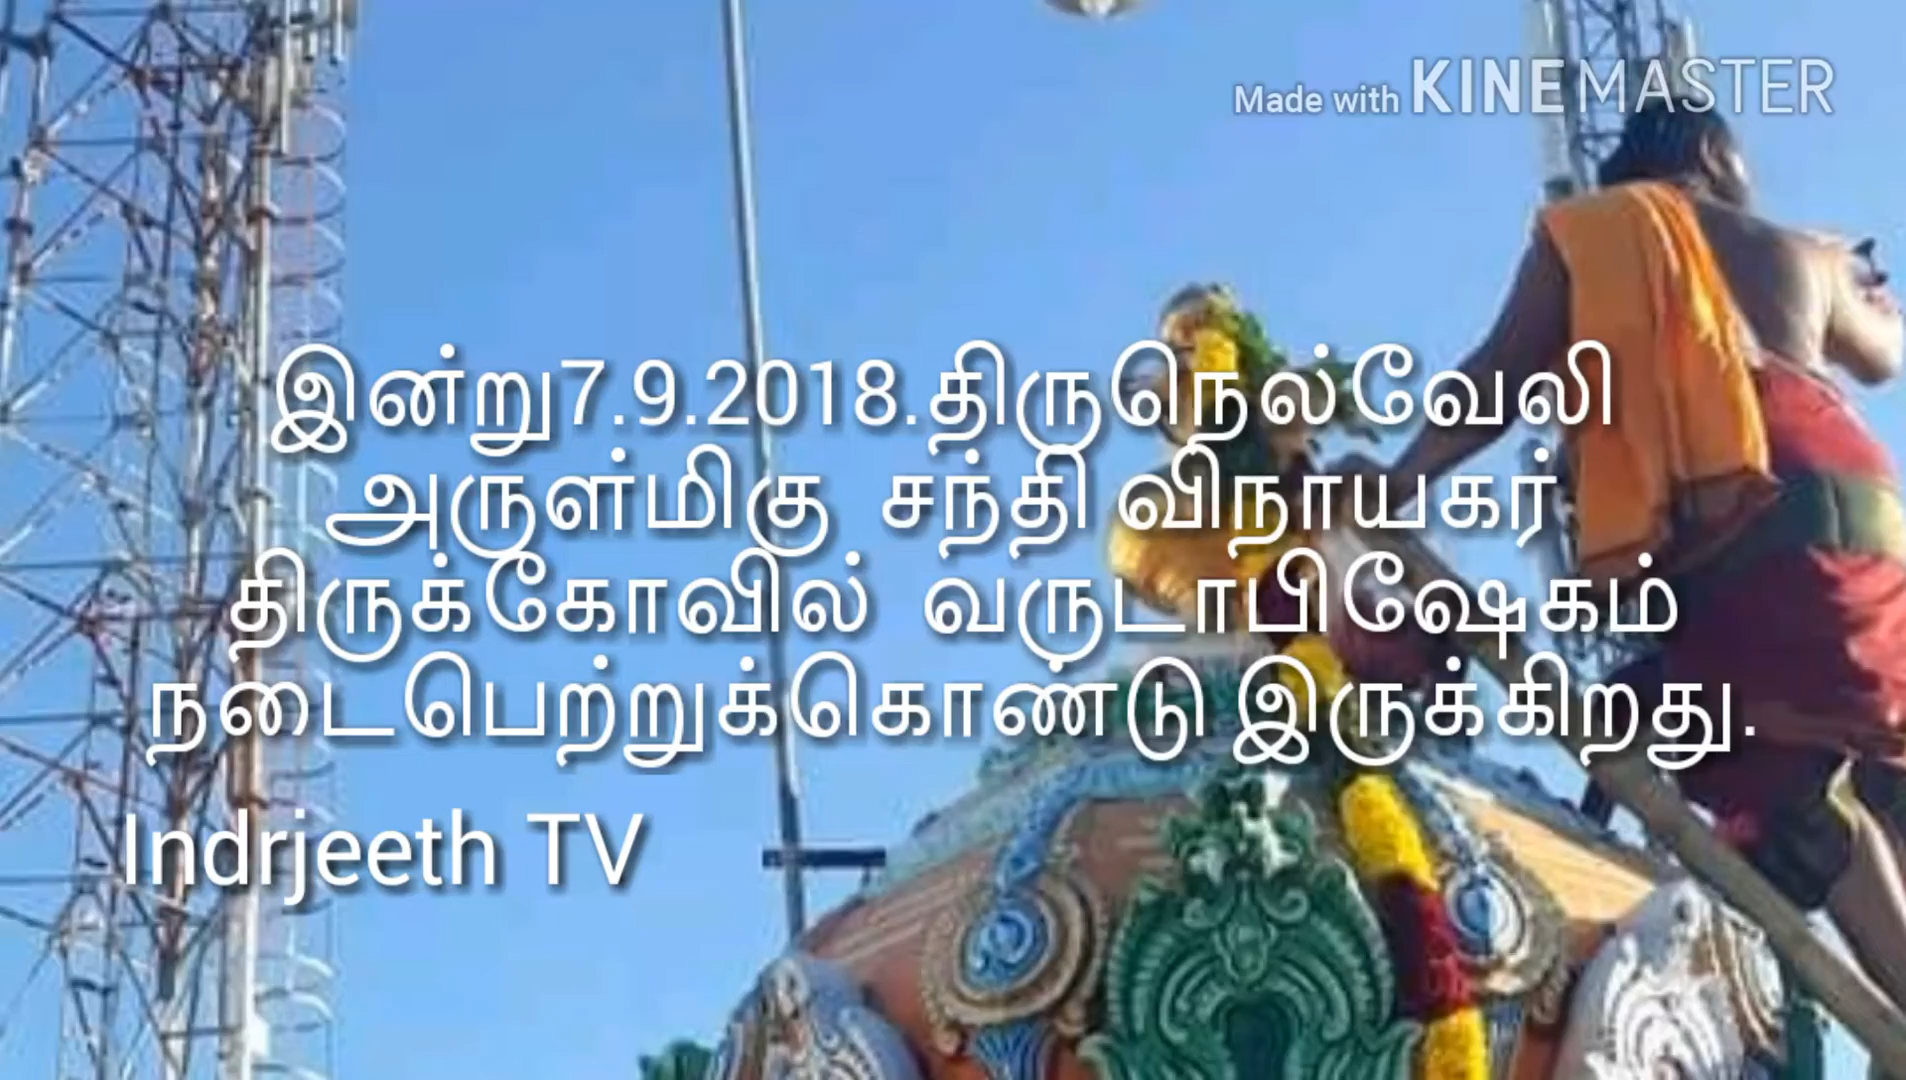 Made with KINEMASTER
இன்று7.9.2018.திருநெல்வேலி
அருள்மிகு சந்தி விநாயகர்
திருக்கோவில் வருடாபிஷேகம்
நடைபெற்றுக்கொண்டு இருக்கிறது.
Indrjeeth TV